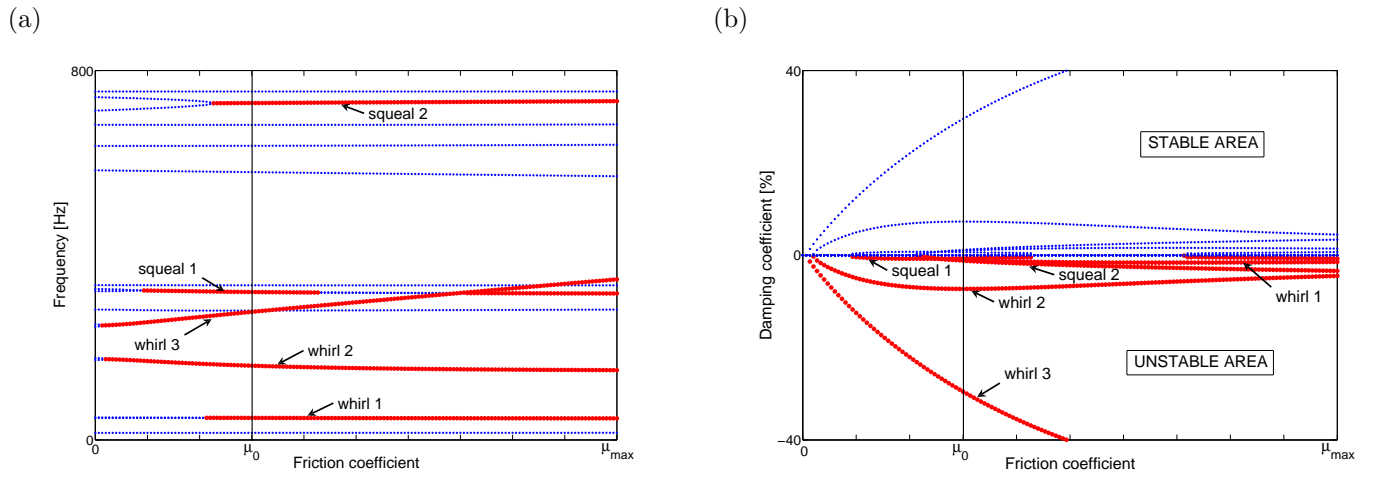 (a)
800
squeal 2
Frequency [Hz]
squeal 1
whirl 3
whirl 2
whirl 1
0
0
μ0
μmax
Friction coefficient
(b)
40
STABLE AREA
Damping coefficient [%]
0
squeal 1
squeal 2
whirl 2
whirl 1
UNSTABLE AREA
whirl 3
−40
0
μ0
μmax
Friction coefficient